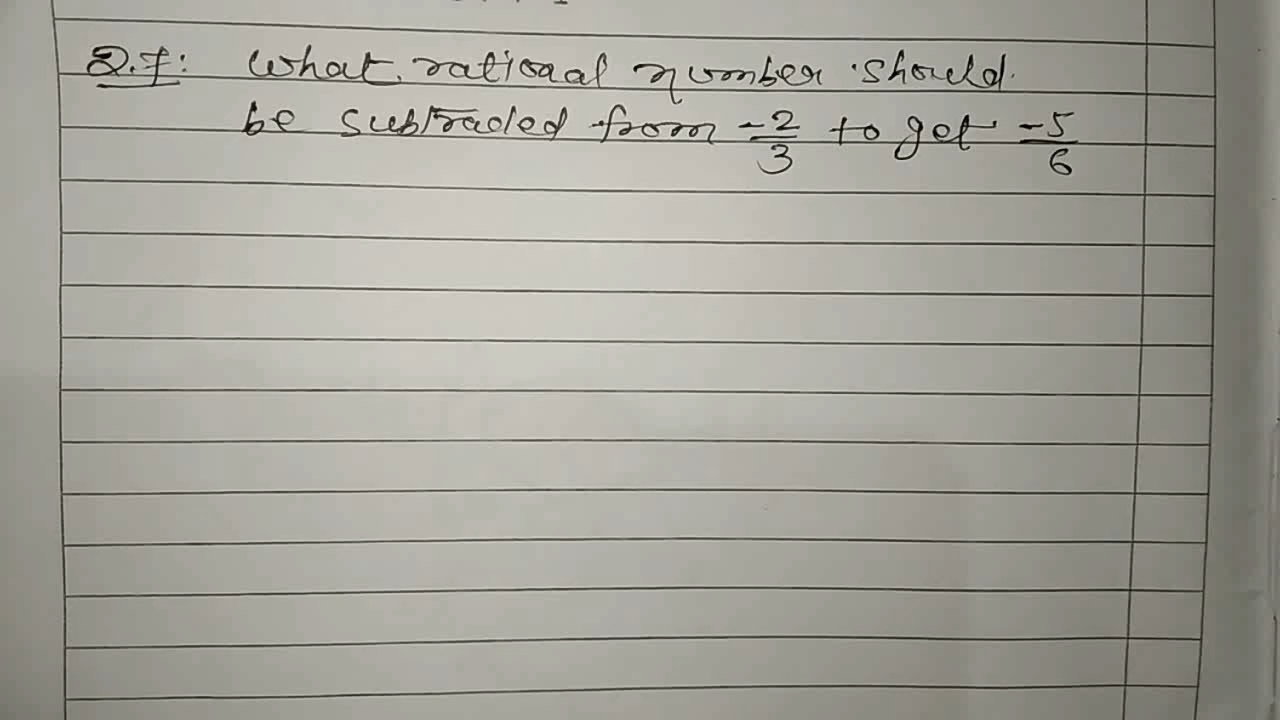 Q.7: What rational number should
be subtracted from -2/3 to get -5/6